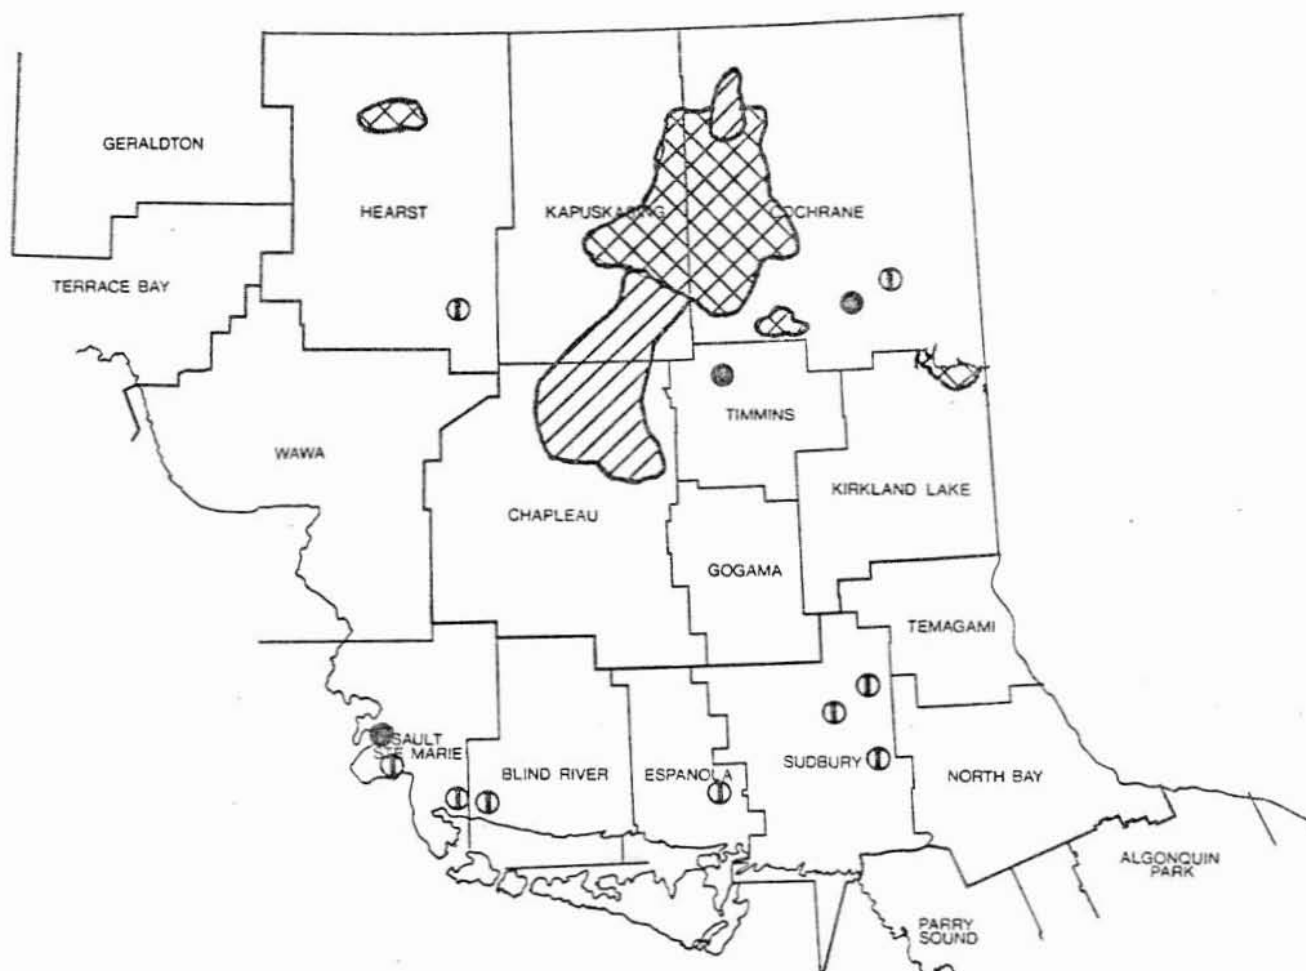 GERALDTON
HEARST
KAPUSKASING
COCHRANE
TERRACE BAY
TIMMINS
WAWA
KIRKLAND LAKE
CHAPLEAU
GOGAMA
TEMAGAMI
SAULT
STE MARIE
BLIND RIVER
ESPANOLA
SUDBURY
NORTH BAY
ALGONQUIN
PARK
PARRY
SOUND